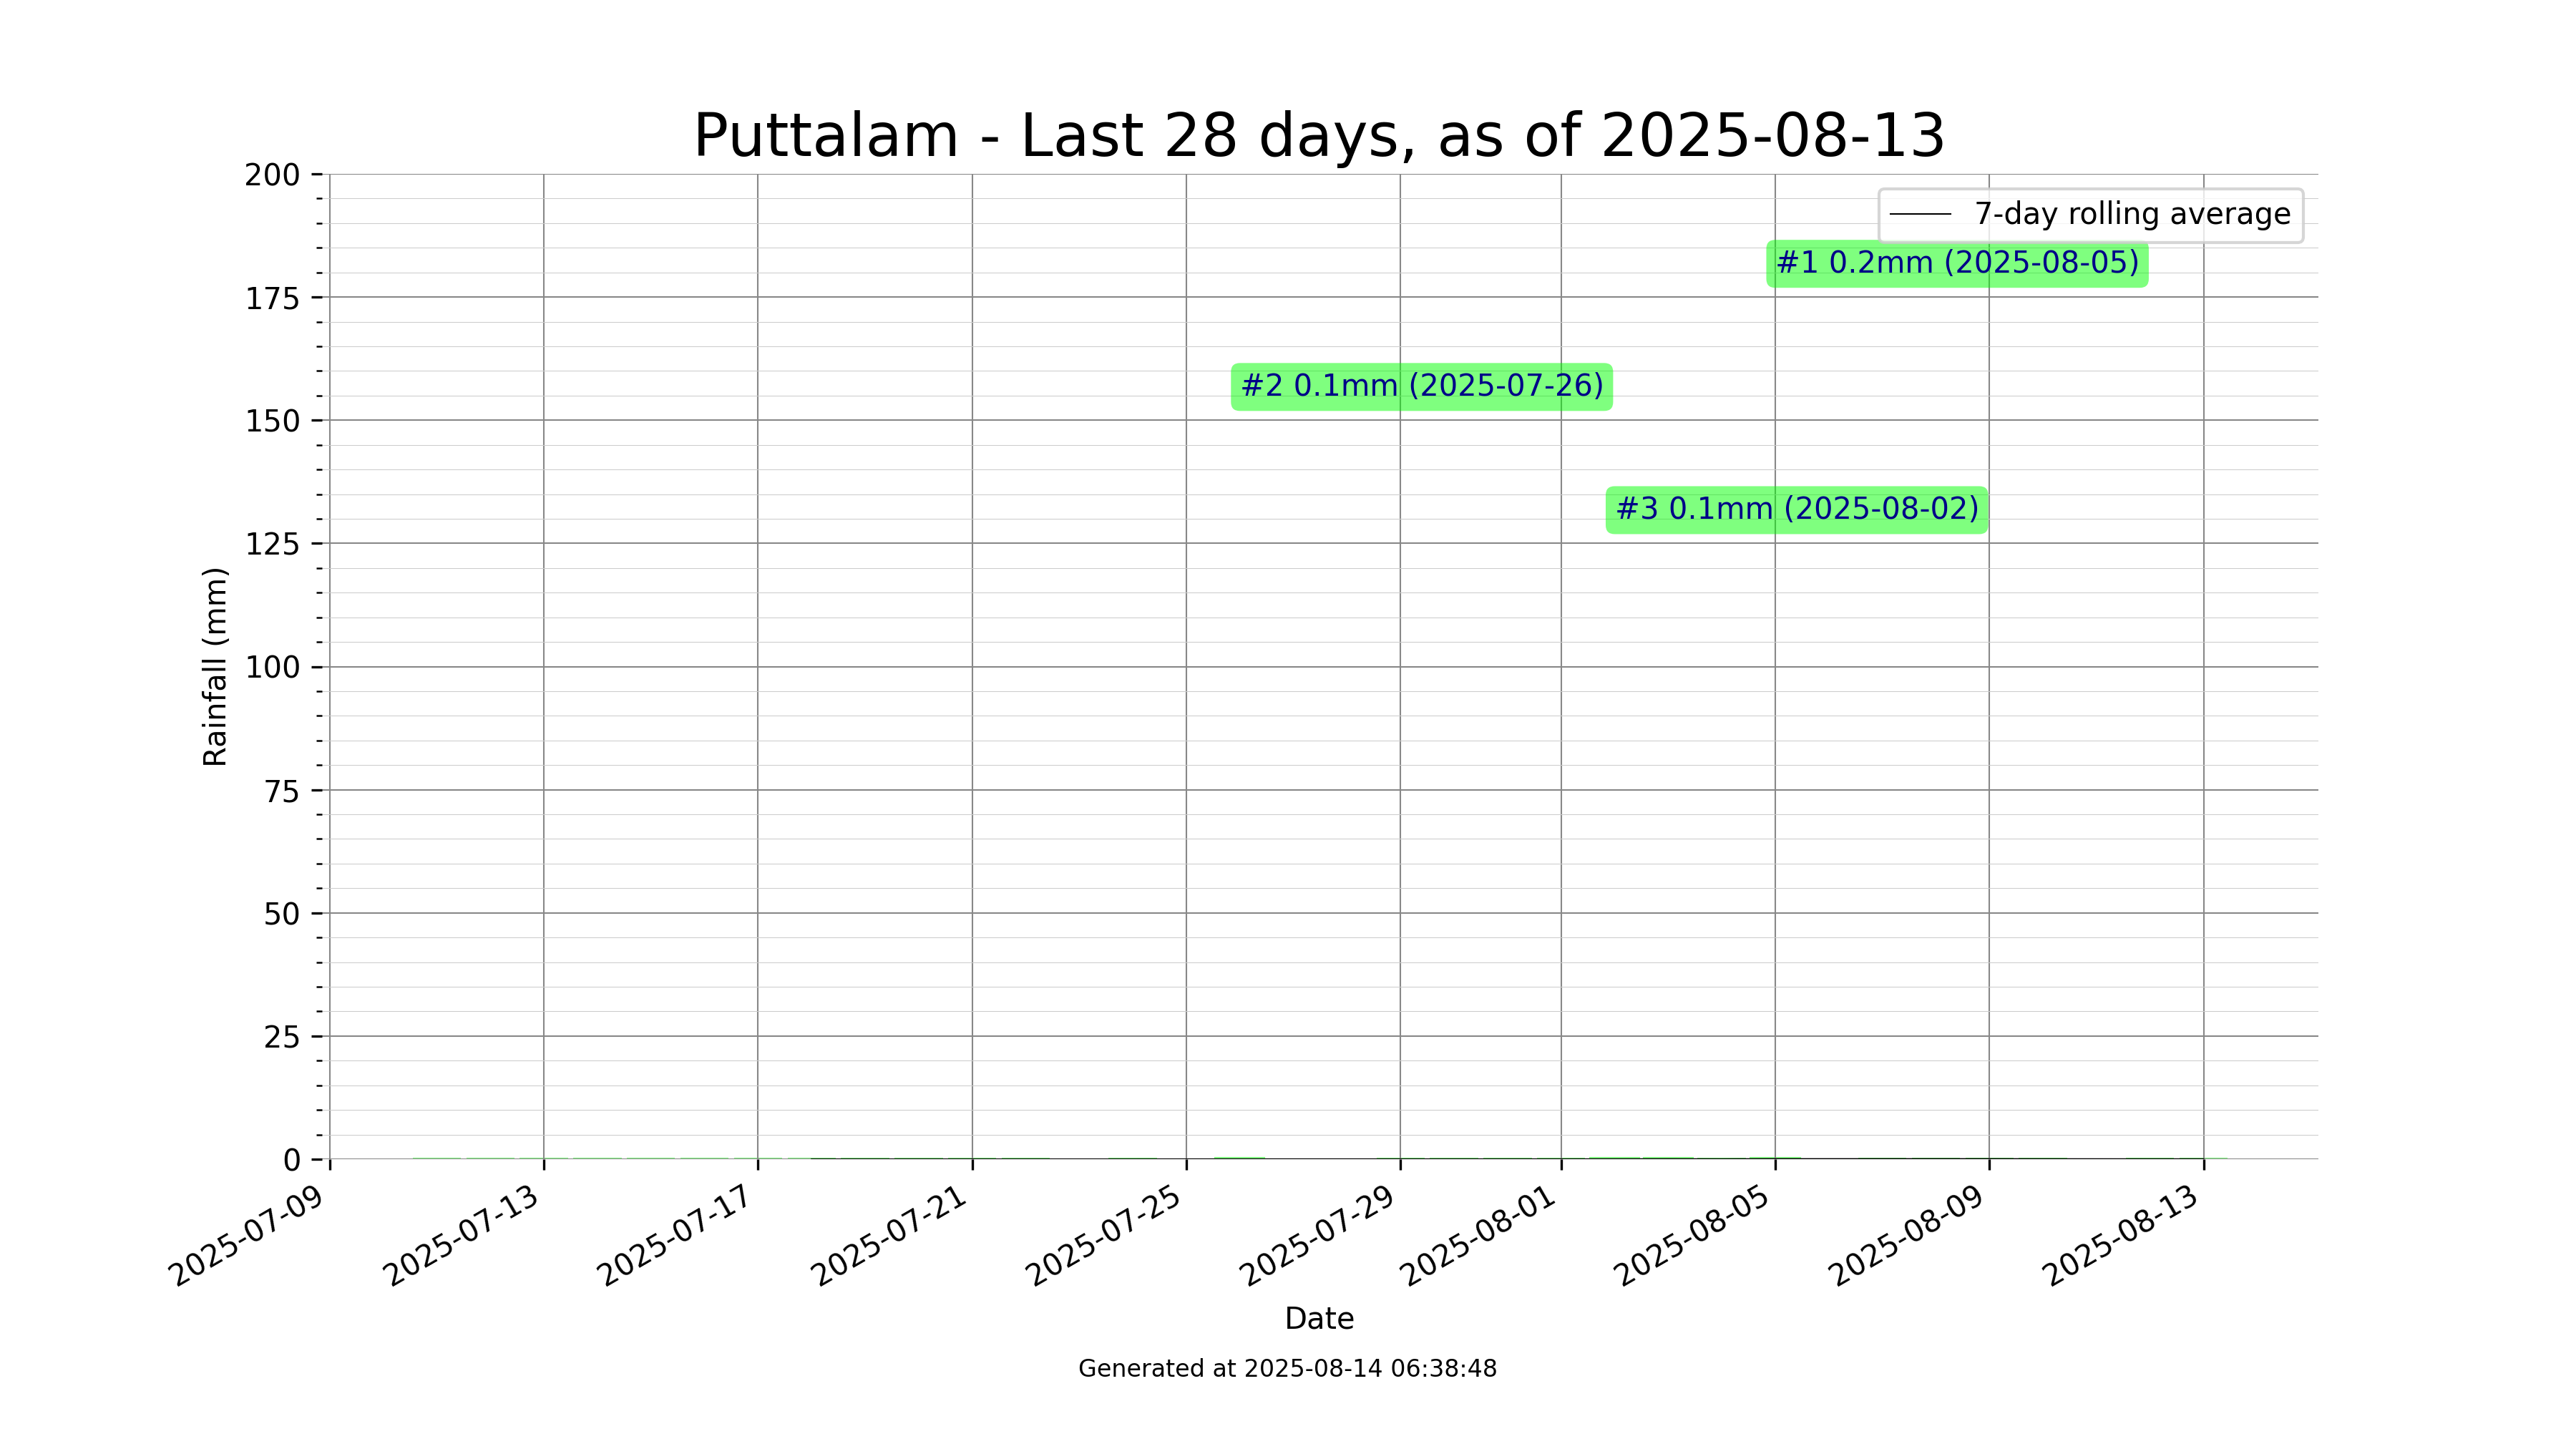 Puttalam - Last 28 days, as of 2025-08-13
7-day rolling average
#1 0.2mm (2025-08-05)
#2 0.1mm (2025-07-26)
#3 0.1mm (2025-08-02)
Rainfall (mm)
200
175
150
125
100
75
50
25
0
2025-07-09
2025-07-13
2025-07-17
2025-07-21
2025-07-25
2025-07-29
2025-08-01
2025-08-05
2025-08-09
2025-08-13
Date
Generated at 2025-08-14 06:38:48